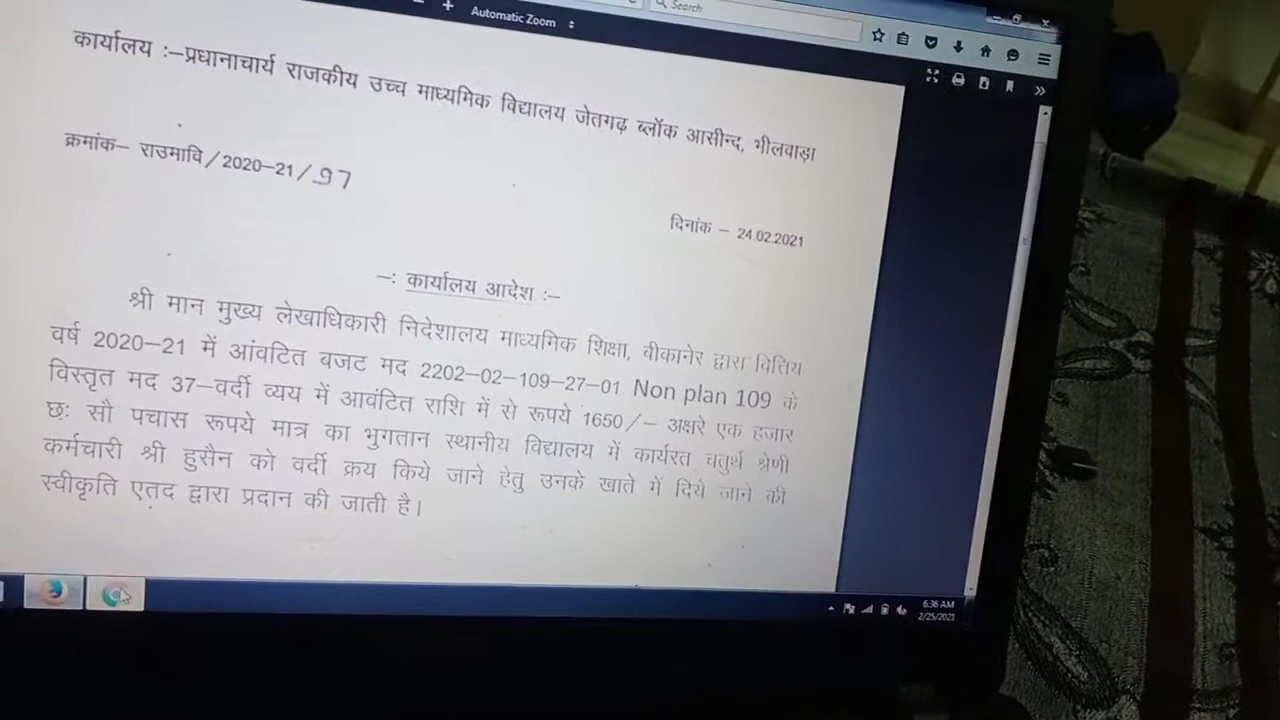 Search
Automatic Zoom
कार्यालय :–प्रधानाचार्य राजकीय उच्च माध्यमिक विद्यालय जेतगढ़ ब्लॉक आसीन्द, भीलवाड़ा
क्रमांक– राउमावि/2020–21/97
दिनांक – 24.02.2021
–: कार्यालय आदेश :–
श्री मान मुख्य लेखाधिकारी निदेशालय माध्यमिक शिक्षा, बीकानेर द्वारा वित्तिय
वर्ष 2020–21 में आंवटित बजट मद 2202–02–109–27–01 Non plan 109 के
विस्तृत मद 37–वर्दी व्यय में आवंटित राशि में से रूपये 1650/– अक्षरे एक हजार
छः सौ पचास रूपये मात्र का भुगतान स्थानीय विद्यालय में कार्यरत चतुर्थ श्रेणी
कर्मचारी श्री हुसैन को वर्दी क्रय किये जाने हेतु उनके खाते में दिये जाने की
स्वीकृति एतद द्वारा प्रदान की जाती है।
6:36 AM
2/25/2021